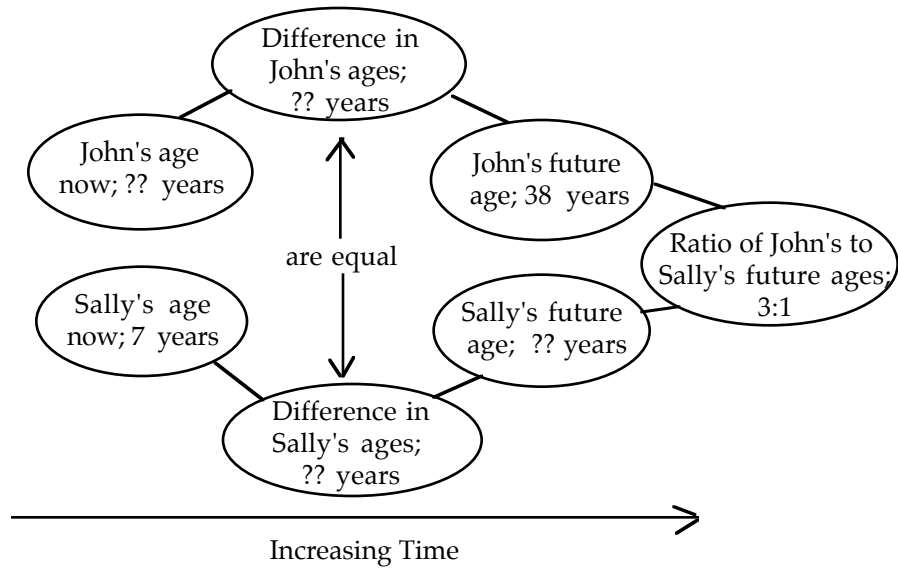 Difference in
John's ages;
?? years
John's age
now; ?? years
John's future
age; 38 years
Ratio of John's to
Sally's future ages;
3:1
are equal
Sally's age
now; 7 years
Sally's future
age; ?? years
Difference in
Sally's ages;
?? years
Increasing Time